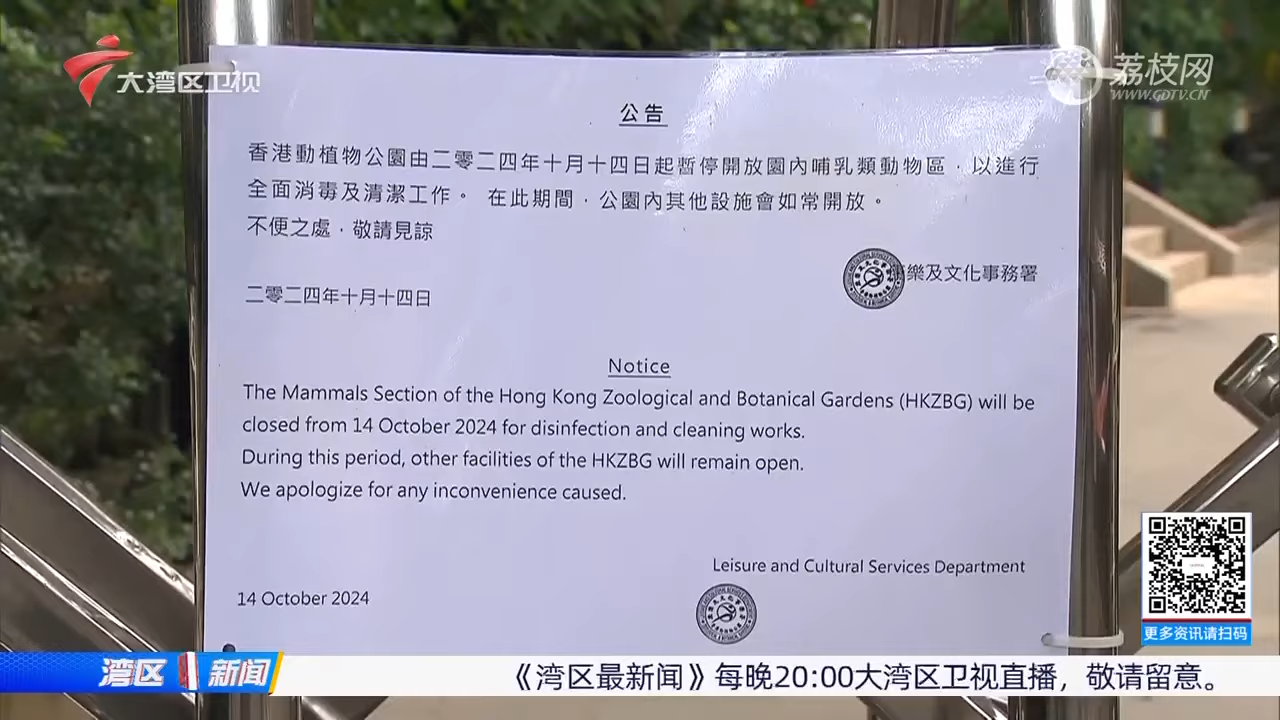 大湾区卫视
荔枝网
WWW.GDTV.CN
公告
香港動植物公園由二零二四年十月十四日起暫停開放園內哺乳類動物區，以進行
全面消毒及清潔工作。 在此期間，公園內其他設施會如常開放。
不便之處，敬請見諒
樂及文化事務署
二零二四年十月十四日
Notice
The Mammals Section of the Hong Kong Zoological and Botanical Gardens (HKZBG) will be
closed from 14 October 2024 for disinfection and cleaning works.
During this period, other facilities of the HKZBG will remain open.
We apologize for any inconvenience caused.
Leisure and Cultural Services Department
14 October 2024
更多资讯请扫码
湾区 新闻
《湾区最新闻》每晚20:00大湾区卫视直播，敬请留意。